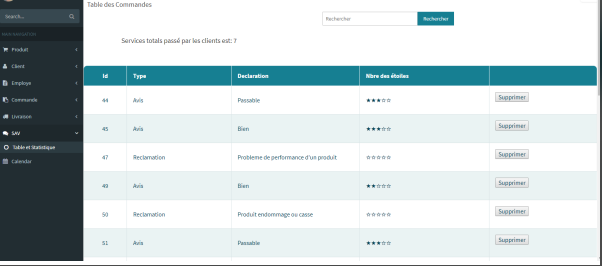 Table des Commandes
Search...
Rechercher Rechercher
MAIN NAVIGATION
Services totals passé par les clients est: 7
Produit
Client
Employe
Commande
Livraison
SAV
Table et Statistique
Calendar
Id Type Declaration Nbre des étoiles
44 Avis Passable ★★★☆☆ Supprimer
45 Avis Bien ★★★☆☆ Supprimer
47 Reclamation Probleme de performance d'un produit ☆☆☆☆☆ Supprimer
49 Avis Bien ★★☆☆☆ Supprimer
50 Reclamation Produit endommage ou casse ☆☆☆☆☆ Supprimer
51 Avis Passable ★★★☆☆ Supprimer